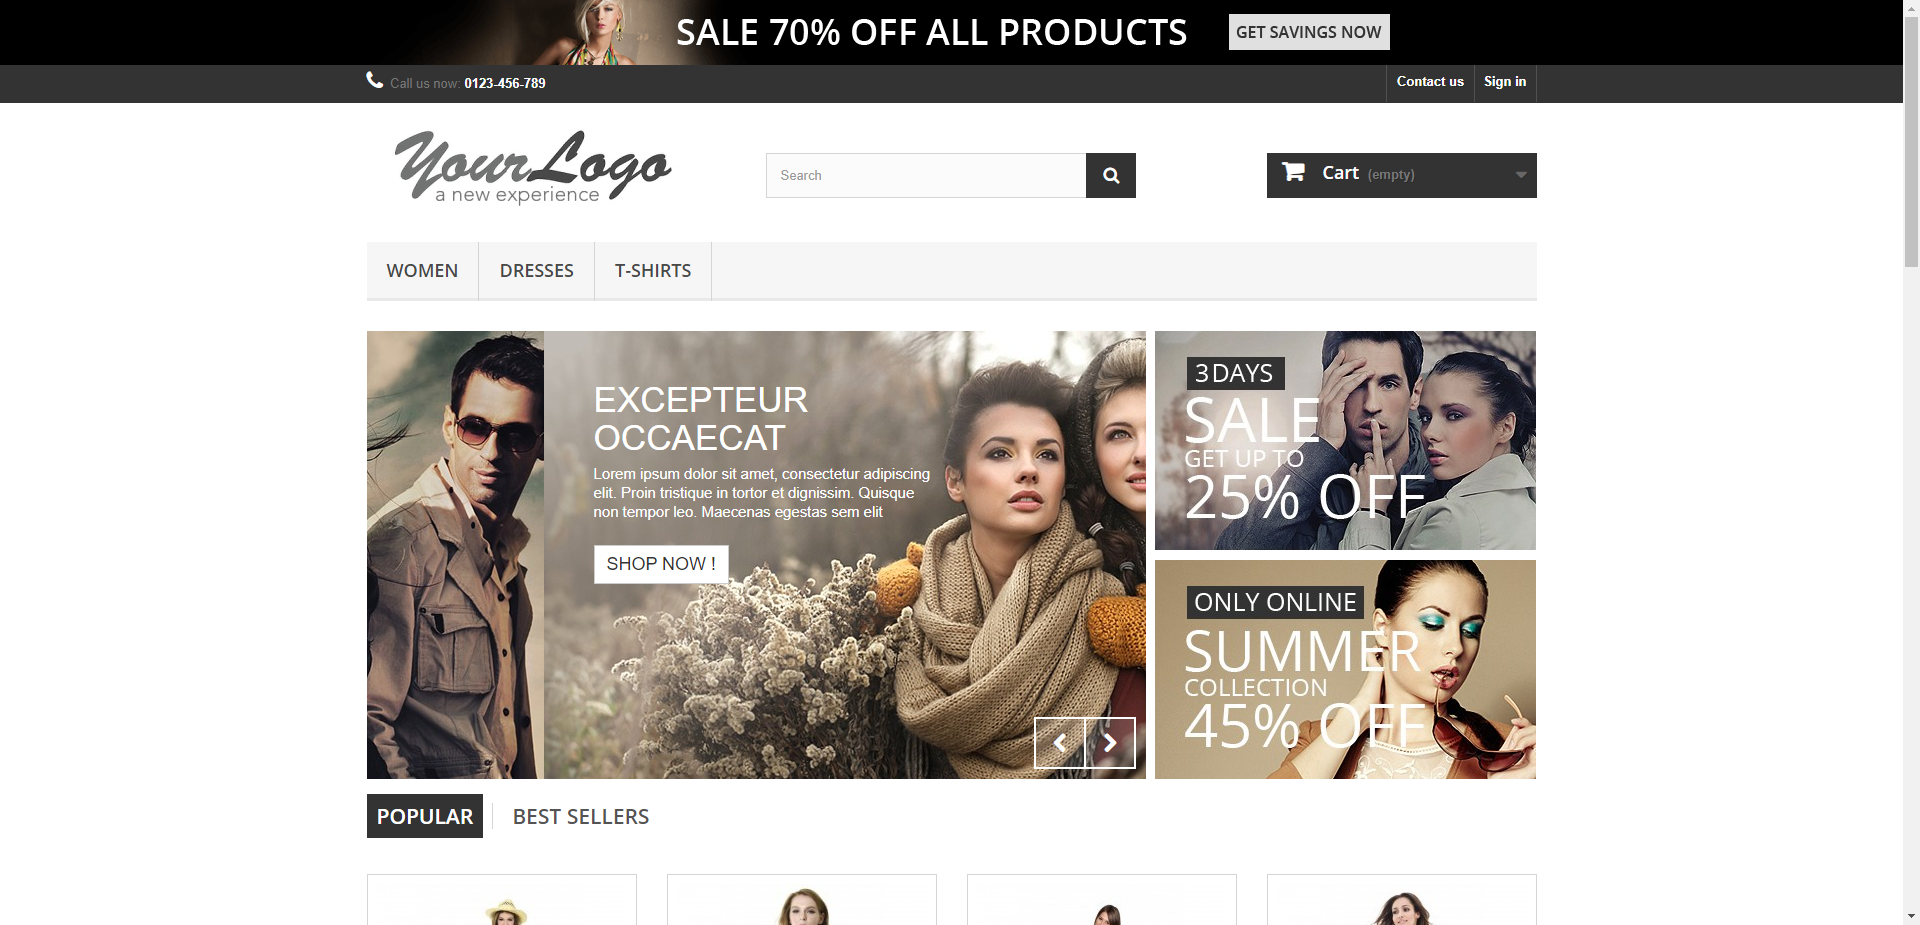 SALE 70% OFF ALL PRODUCTS
GET SAVINGS NOW
Call us now: 0123-456-789
Contact us
Sign in
YourLogo
a new experience
Search
Cart (empty)
WOMEN
DRESSES
T-SHIRTS
EXCEPTEUR
OCCAECAT
Lorem ipsum dolor sit amet, consectetur adipiscing
elit. Proin tristique in tortor et dignissim. Quisque
non tempor leo. Maecenas egestas sem elit
SHOP NOW !
3DAYS
SALE
GET UP TO
25% OFF
ONLY ONLINE
SUMMER
COLLECTION
45% OFF
POPULAR
BEST SELLERS